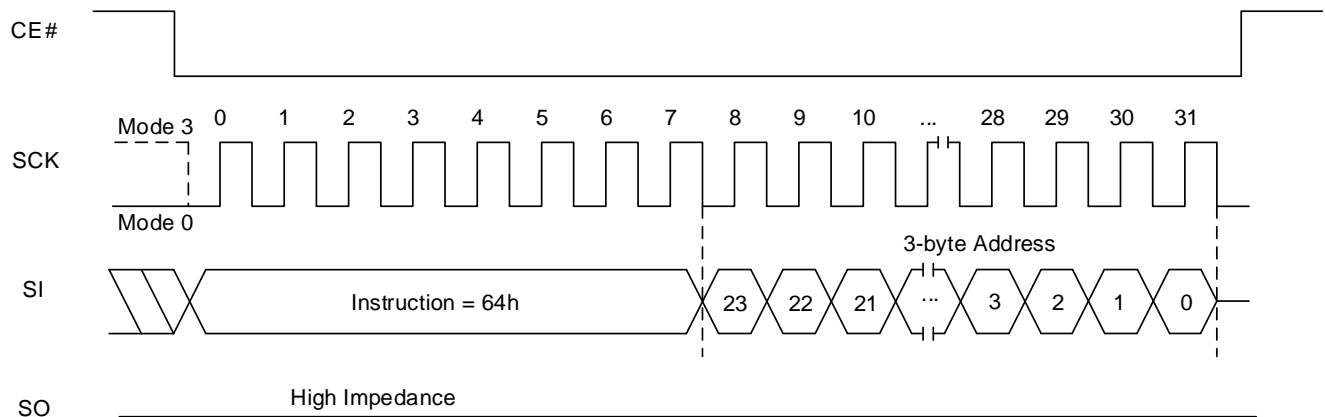 CE#
Mode 3 0 1 2 3 4 5 6 7 8 9 10 ... 28 29 30 31
SCK
Mode 0
3-byte Address
SI Instruction = 64h 23 22 21 ... 3 2 1 0
High Impedance
SO